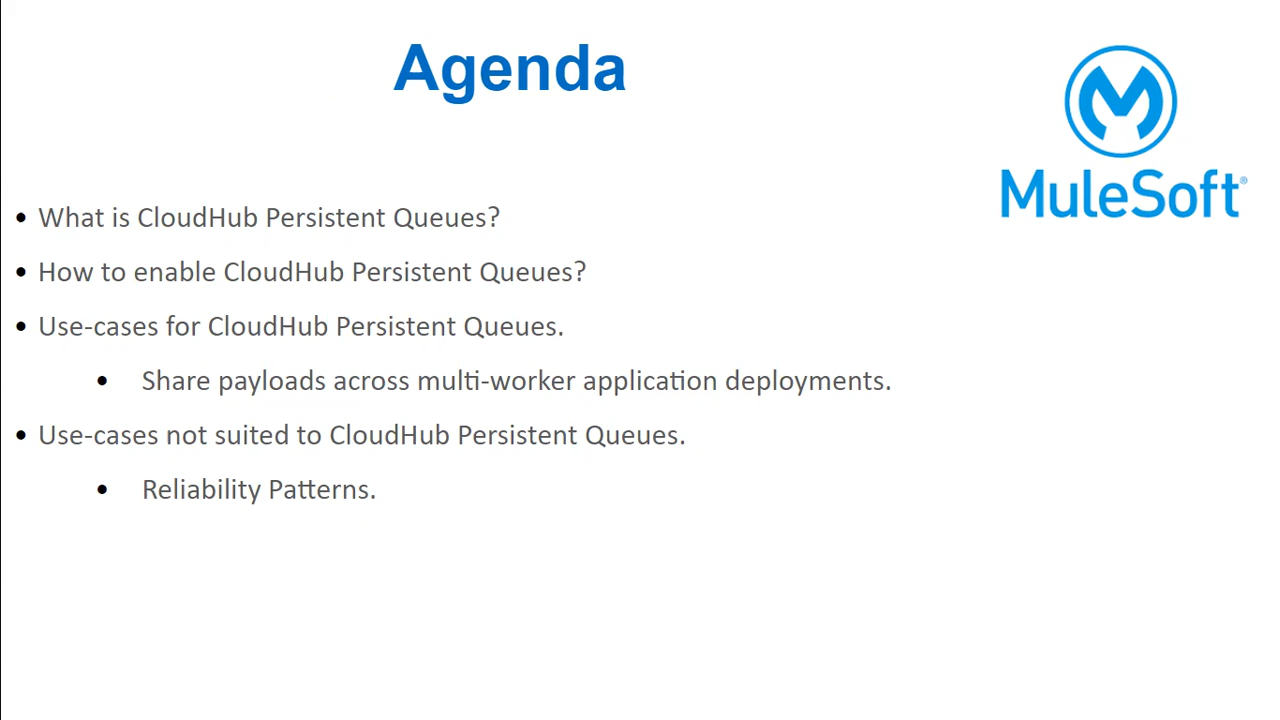 Agenda
MuleSoft®
• What is CloudHub Persistent Queues?
• How to enable CloudHub Persistent Queues?
• Use-cases for CloudHub Persistent Queues.
• Share payloads across multi-worker application deployments.
• Use-cases not suited to CloudHub Persistent Queues.
• Reliability Patterns.